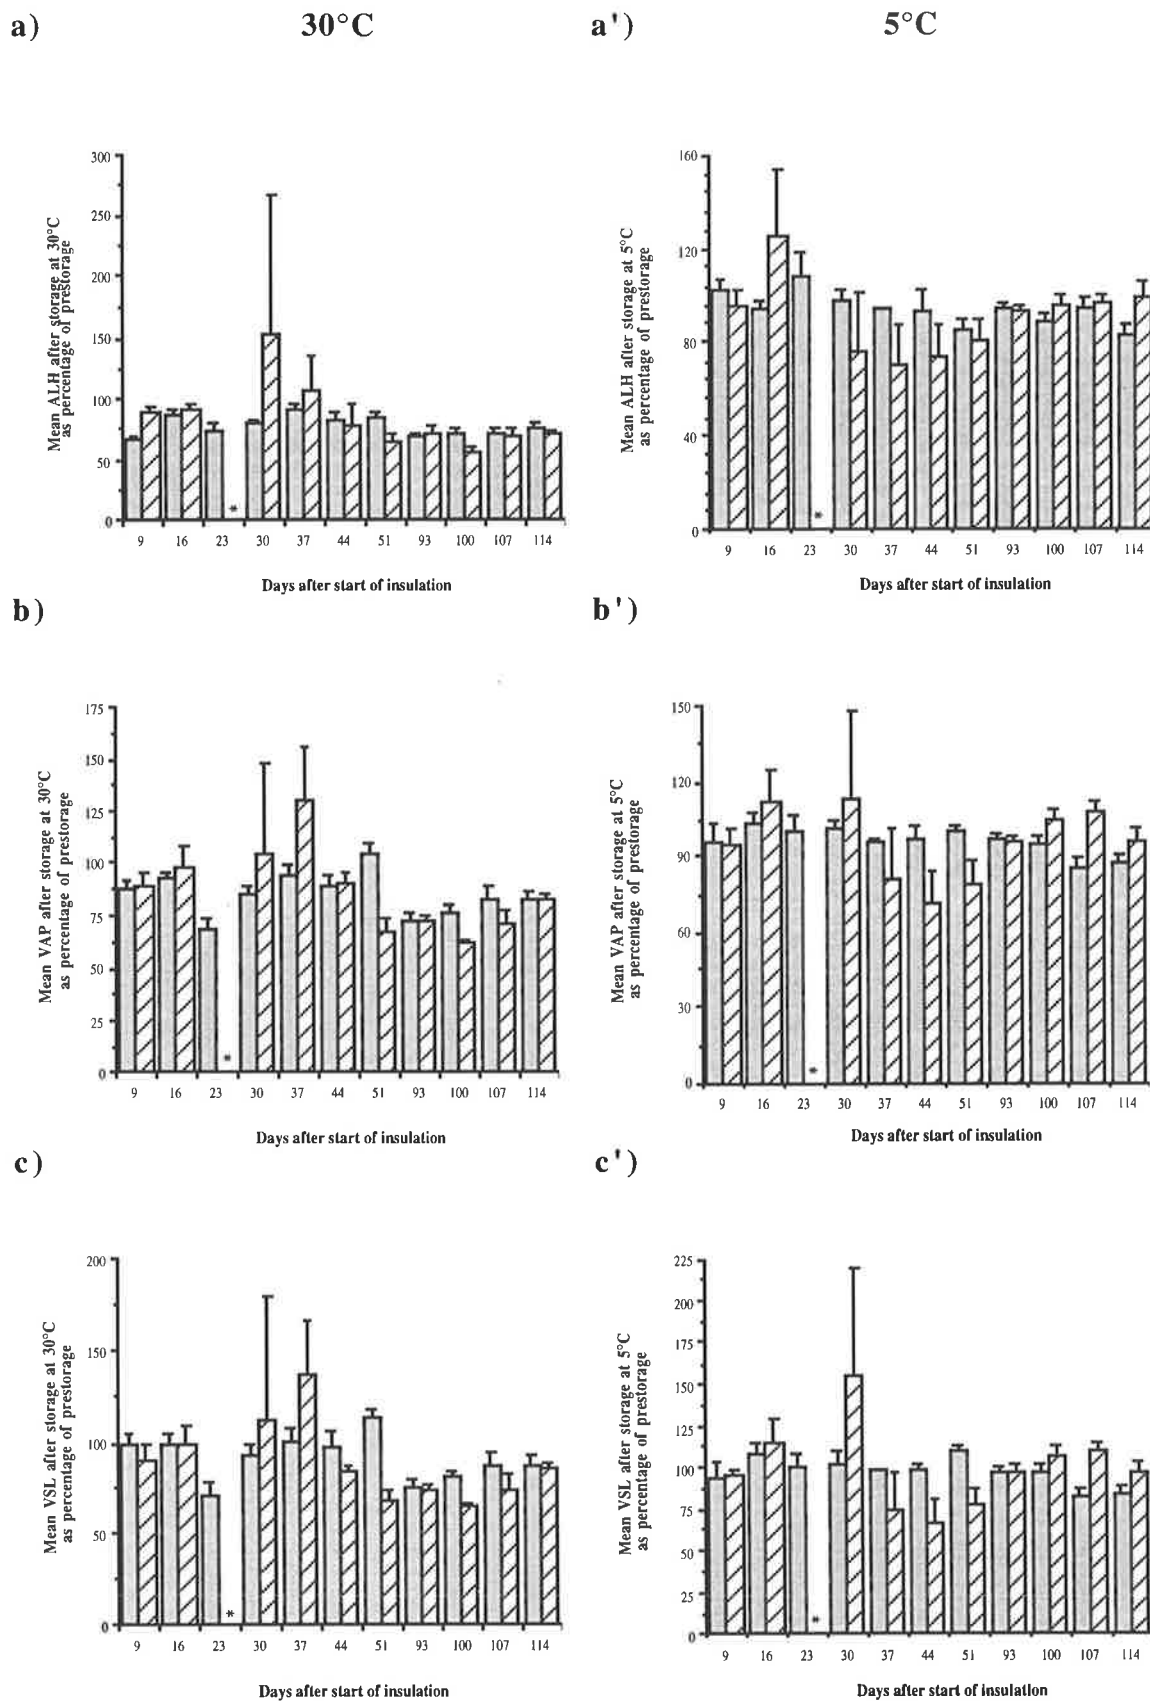 a)
30°C
a')
5°C
Mean ALH after storage at 30°C
as percentage of prestorage
300
250
200
150
100
50
0
*
9 16 23 30 37 44 51 93 100 107 114
Days after start of insulation
Mean ALH after storage at 5°C
as percentage of prestorage
160
120
80
40
0
*
9 16 23 30 37 44 51 93 100 107 114
Days after start of insulation
b)
b')
Mean VAP after storage at 30°C
as percentage of prestorage
175
150
125
100
75
50
25
0
*
9 16 23 30 37 44 51 93 100 107 114
Days after start of insulation
Mean VAP after storage at 5°C
as percentage of prestorage
150
120
90
60
30
0
*
9 16 23 30 37 44 51 93 100 107 114
Days after start of insulation
c)
c')
Mean VSL after storage at 30°C
as percentage of prestorage
200
150
100
50
0
*
9 16 23 30 37 44 51 93 100 107 114
Days after start of insulation
Mean VSL after storage at 5°C
as percentage of prestorage
225
200
175
150
125
100
75
50
25
0
*
9 16 23 30 37 44 51 93 100 107 114
Days after start of insulation